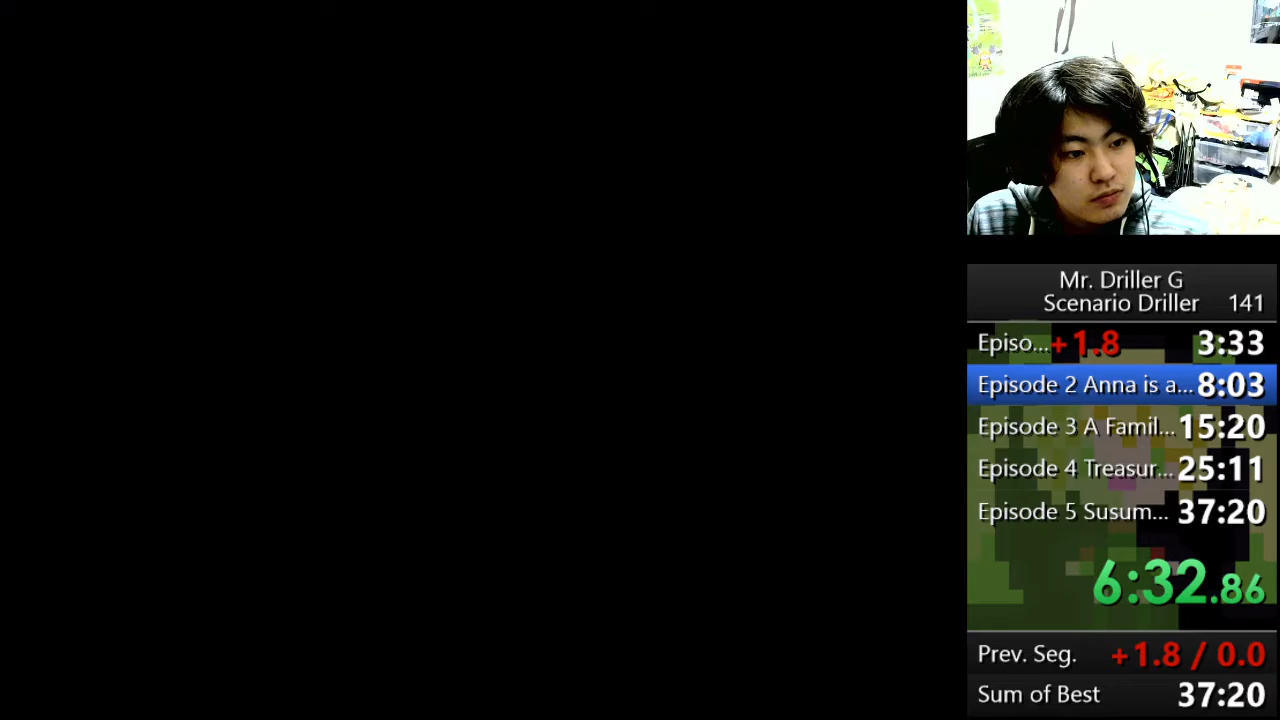 Mr. Driller G
Scenario Driller 141
Episo... +1.8 3:33
Episode 2 Anna is a... 8:03
Episode 3 A Famil... 15:20
Episode 4 Treasur... 25:11
Episode 5 Susum... 37:20
6:32.86
Prev. Seg. +1.8 / 0.0
Sum of Best 37:20